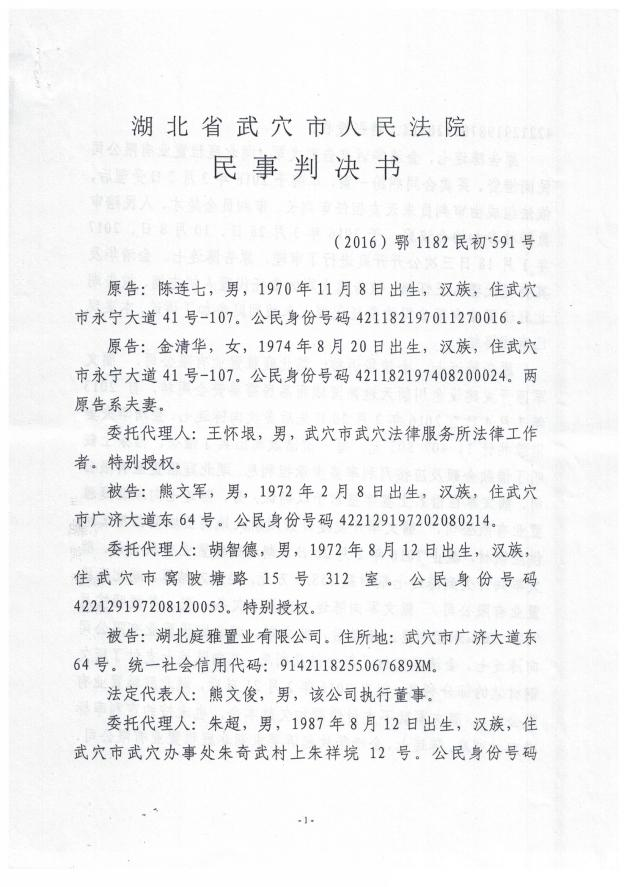 湖北省武穴市人民法院
民事判决书
(2016)鄂1182民初591号
原告：陈连七，男，1970年11月8日出生，汉族，住武穴
市永宁大道41号-107。公民身份号码421182197011270016。
原告：金清华，女，1974年8月20日出生，汉族，住武穴
市永宁大道41号-107。公民身份号码421182197408200024。两
原告系夫妻。
委托代理人：王怀垠，男，武穴市武穴法律服务所法律工作
者。特别授权。
被告：熊文军，男，1972年2月8日出生，汉族，住武穴
市广济大道东64号。公民身份号码422129197202080214。
委托代理人：胡智德，男，1972年8月12日出生，汉族，
住武穴市窝陂塘路15号312室。公民身份号码
422129197208120053。特别授权。
被告：湖北庭雅置业有限公司。住所地：武穴市广济大道东
64号。统一社会信用代码：9142118255067689XM。
法定代表人：熊文俊，男，该公司执行董事。
委托代理人：朱超，男，1987年8月12日出生，汉族，住
武穴市武穴办事处朱奇武村上朱祥垸12号。公民身份号码
-1-